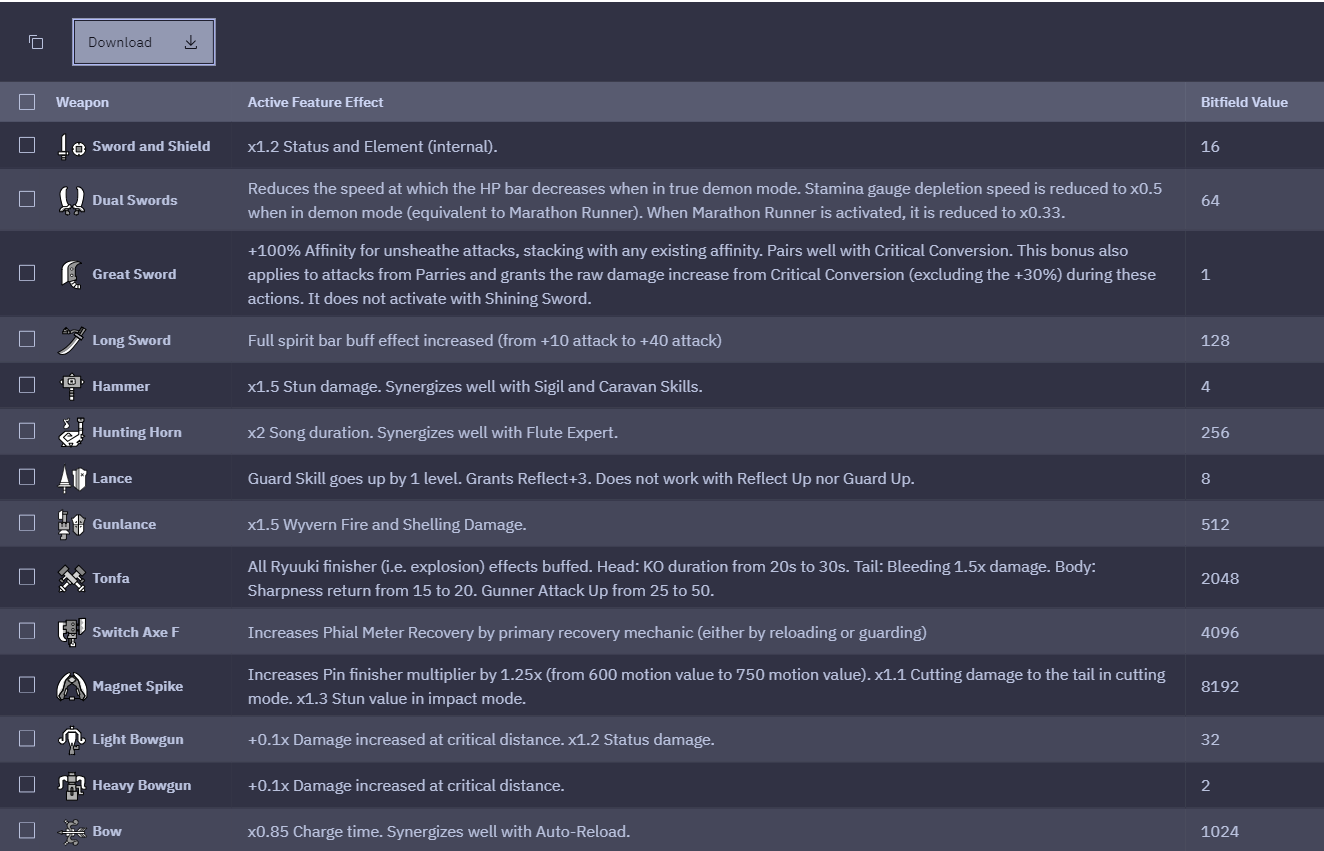 Download
Weapon Active Feature Effect Bitfield Value
Sword and Shield x1.2 Status and Element (internal). 16
Reduces the speed at which the HP bar decreases when in true demon mode. Stamina gauge depletion speed is reduced to x0.5
Dual Swords 64
when in demon mode (equivalent to Marathon Runner). When Marathon Runner is activated, it is reduced to x0.33.
+100% Affinity for unsheathe attacks, stacking with any existing affinity. Pairs well with Critical Conversion. This bonus also
Great Sword applies to attacks from Parries and grants the raw damage increase from Critical Conversion (excluding the +30%) during these 1
actions. It does not activate with Shining Sword.
Long Sword Full spirit bar buff effect increased (from +10 attack to +40 attack) 128
Hammer x1.5 Stun damage. Synergizes well with Sigil and Caravan Skills. 4
Hunting Horn x2 Song duration. Synergizes well with Flute Expert. 256
Lance Guard Skill goes up by 1 level. Grants Reflect+3. Does not work with Reflect Up nor Guard Up. 8
Gunlance x1.5 Wyvern Fire and Shelling Damage. 512
All Ryuuki finisher (i.e. explosion) effects buffed. Head: KO duration from 20s to 30s. Tail: Bleeding 1.5x damage. Body:
Tonfa 2048
Sharpness return from 15 to 20. Gunner Attack Up from 25 to 50.
Switch Axe F Increases Phial Meter Recovery by primary recovery mechanic (either by reloading or guarding) 4096
Increases Pin finisher multiplier by 1.25x (from 600 motion value to 750 motion value). x1.1 Cutting damage to the tail in cutting
Magnet Spike 8192
mode. x1.3 Stun value in impact mode.
Light Bowgun +0.1x Damage increased at critical distance. x1.2 Status damage. 32
Heavy Bowgun +0.1x Damage increased at critical distance. 2
Bow x0.85 Charge time. Synergizes well with Auto-Reload. 1024